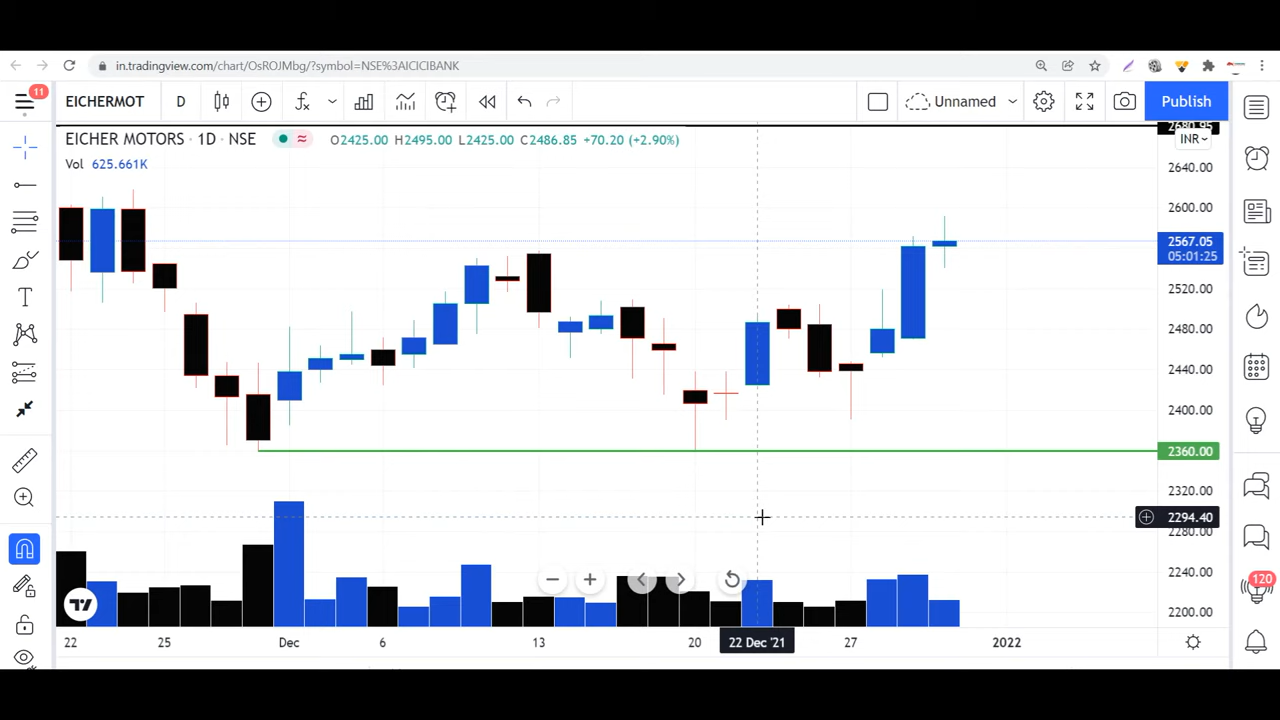 in.tradingview.com/chart/OsROJMbg/?symbol=NSE%3AICICIBANK
11
EICHERMOT D Unnamed Publish
EICHER MOTORS · 1D · NSE O2425.00 H2495.00 L2425.00 C2486.85 +70.20 (+2.90%)
Vol 625.661K
2680.95
INR
2640.00
2600.00
2567.05
05:01:25
2520.00
2480.00
2440.00
2400.00
2360.00
2320.00
2294.40
2280.00
2240.00
2200.00
120
22 25 Dec 6 13 20 22 Dec '21 27 2022